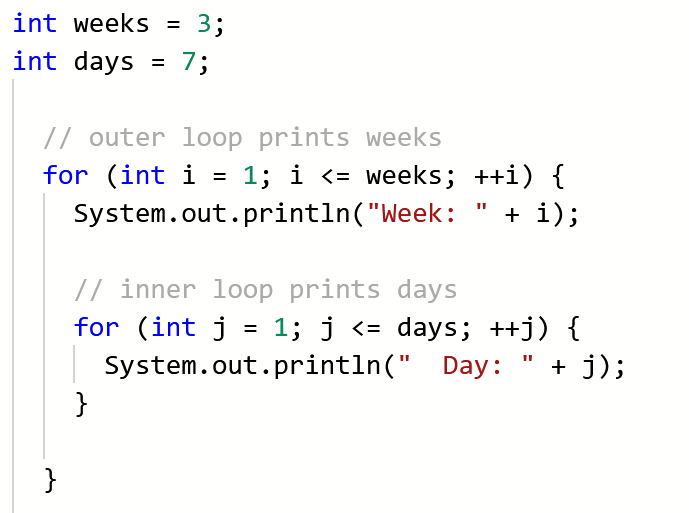 int weeks = 3;
int days = 7;
// outer loop prints weeks
for (int i = 1; i <= weeks; ++i) {
System.out.println("Week: " + i);
// inner loop prints days
for (int j = 1; j <= days; ++j) {
System.out.println("  Day: " + j);
}
}